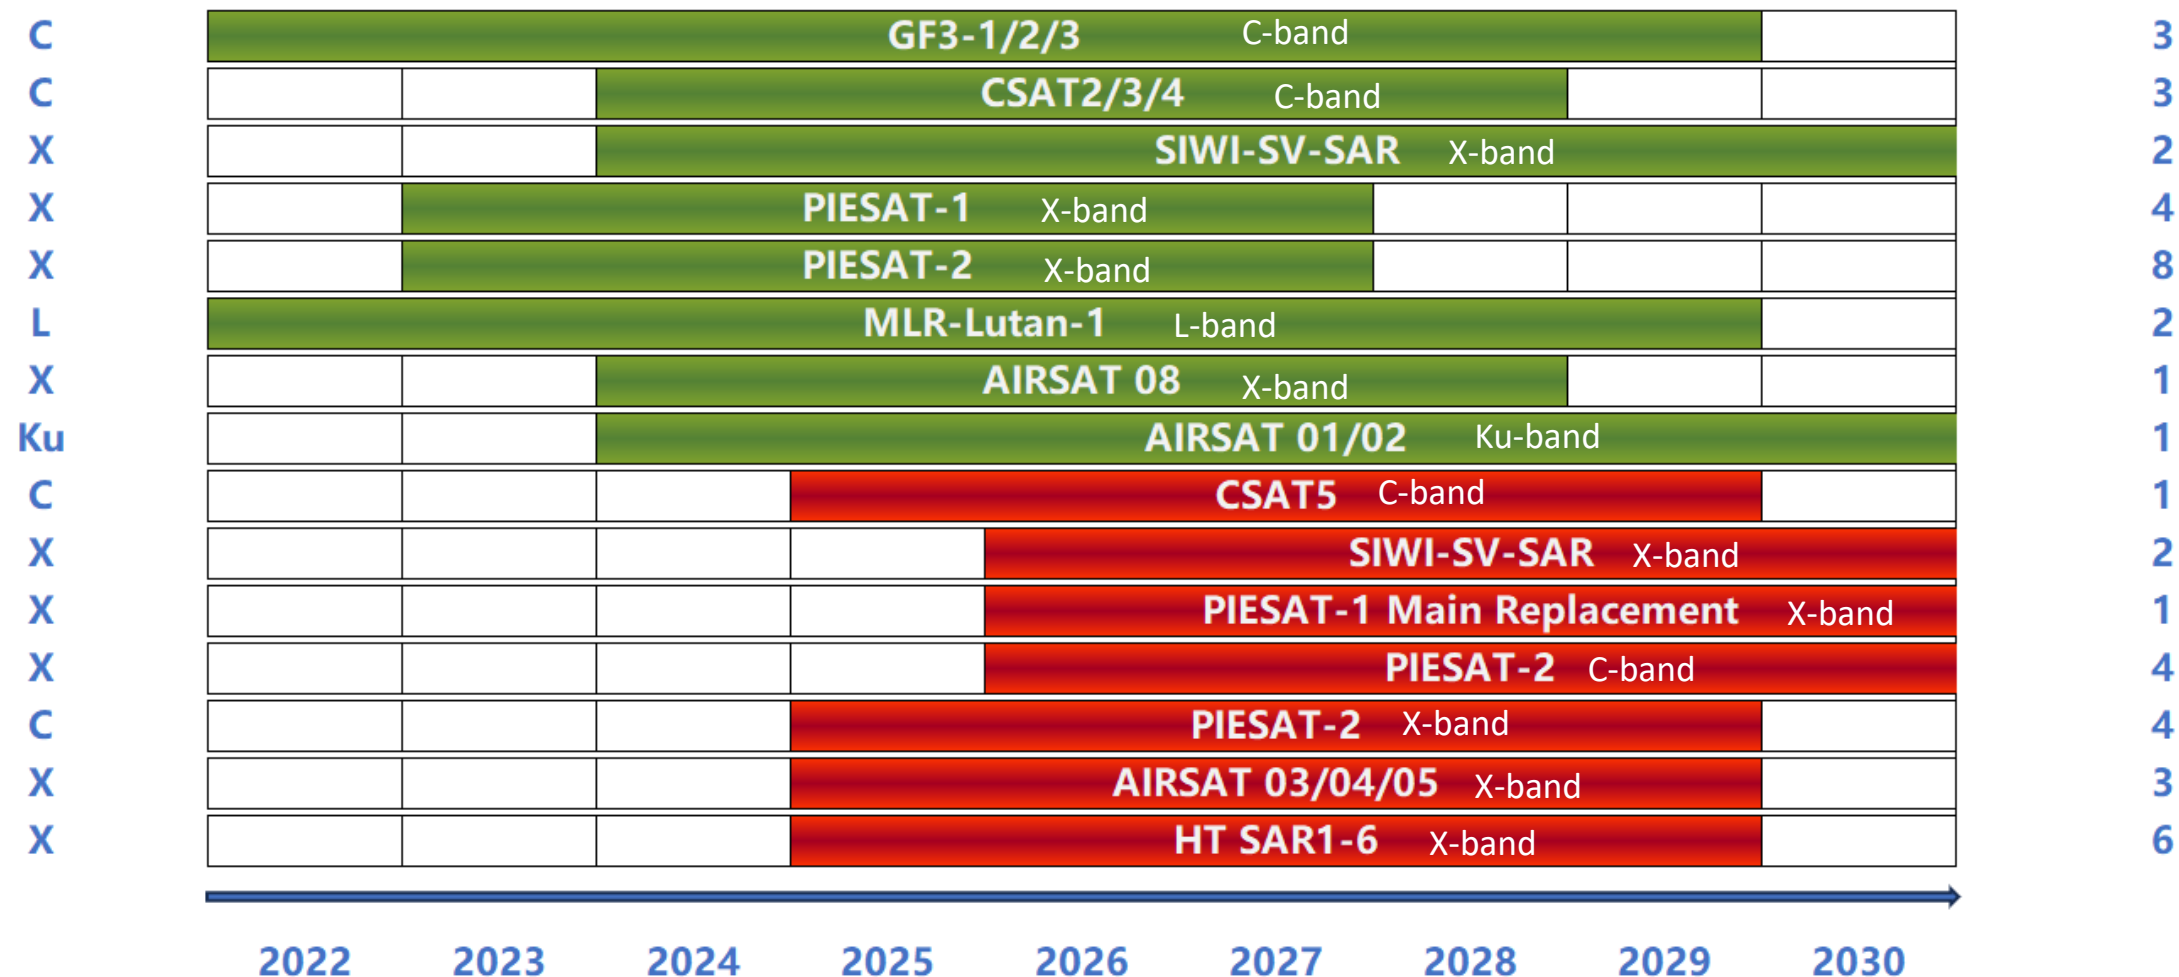 C GF3-1/2/3 C-band 3
C CSAT2/3/4 C-band 3
X SIWI-SV-SAR X-band 2
X PIESAT-1 X-band 4
X PIESAT-2 X-band 8
L MLR-Lutan-1 L-band 2
X AIRSAT 08 X-band 1
Ku AIRSAT 01/02 Ku-band 1
C CSAT5 C-band 1
X SIWI-SV-SAR X-band 2
X PIESAT-1 Main Replacement X-band 1
X PIESAT-2 C-band 4
C PIESAT-2 X-band 4
X AIRSAT 03/04/05 X-band 3
X HT SAR1-6 X-band 6
2022 2023 2024 2025 2026 2027 2028 2029 2030